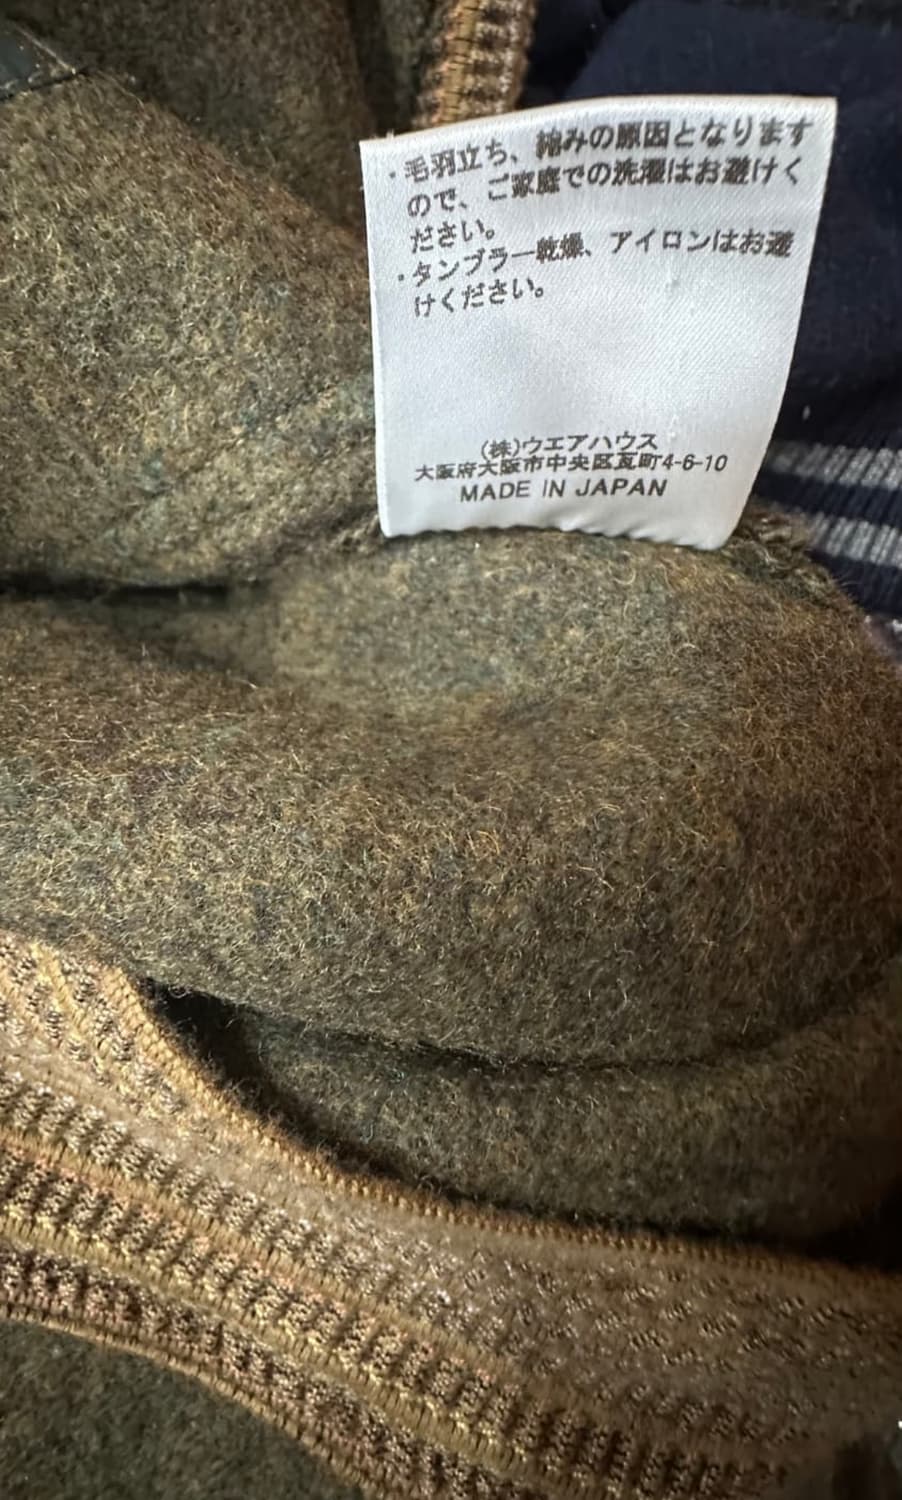 ・毛羽立ち、縮みの原因となります
ので、ご家庭での洗濯はお避けく
ださい。
・タンブラー乾燥、アイロンはお避
けください。
(株)ウエアハウス
大阪府大阪市中央区瓦町4-6-10
MADE IN JAPAN